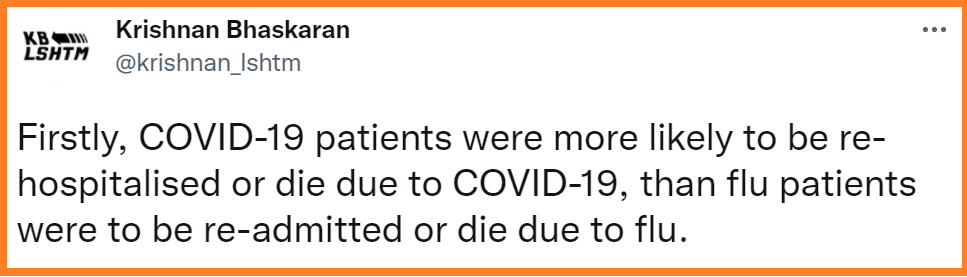 KB
LSHTM
Krishnan Bhaskaran
@krishnan_lshtm
Firstly, COVID-19 patients were more likely to be re-
hospitalised or die due to COVID-19, than flu patients
were to be re-admitted or die due to flu.